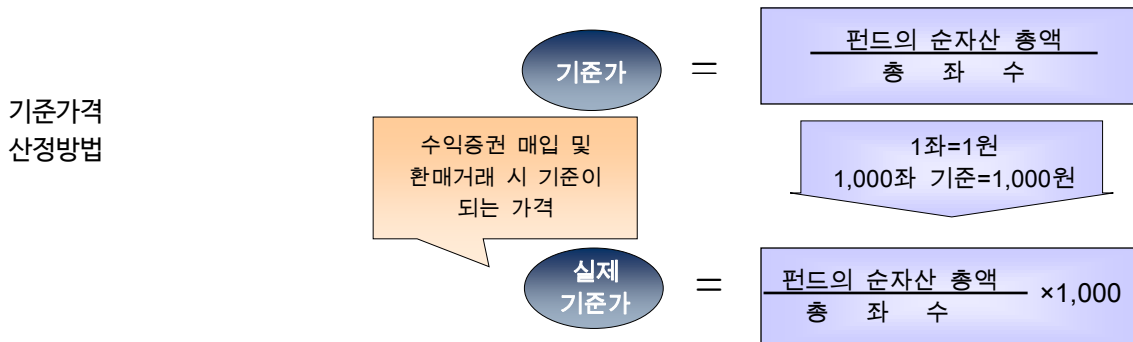 기준가격
산정방법
기준가
=
펀드의 순자산 총액
총 좌 수
수익증권 매입 및
환매거래 시 기준이
되는 가격
1좌=1원
1,000좌 기준=1,000원
실제
기준가
=
펀드의 순자산 총액
총 좌 수
×1,000